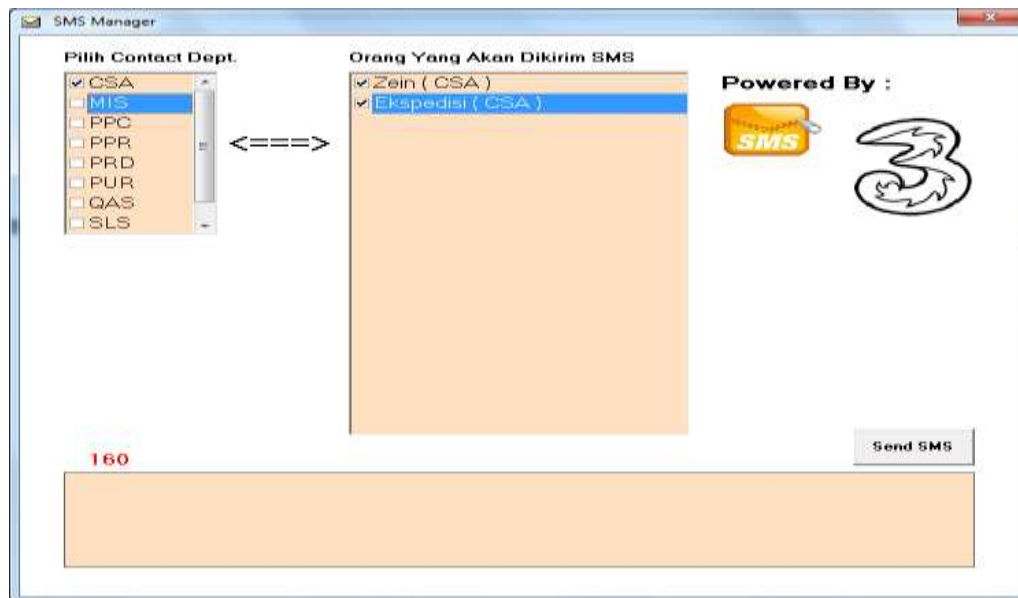 SMS Manager
Pilih Contact Dept.
CSA
MIS
PPC
PPR
PRD
PUR
QAS
SLS
<===>
Orang Yang Akan Dikirim SMS
Zein ( CSA )
Ekspedisi ( CSA )
Powered By :
SMS
3
Send SMS
160